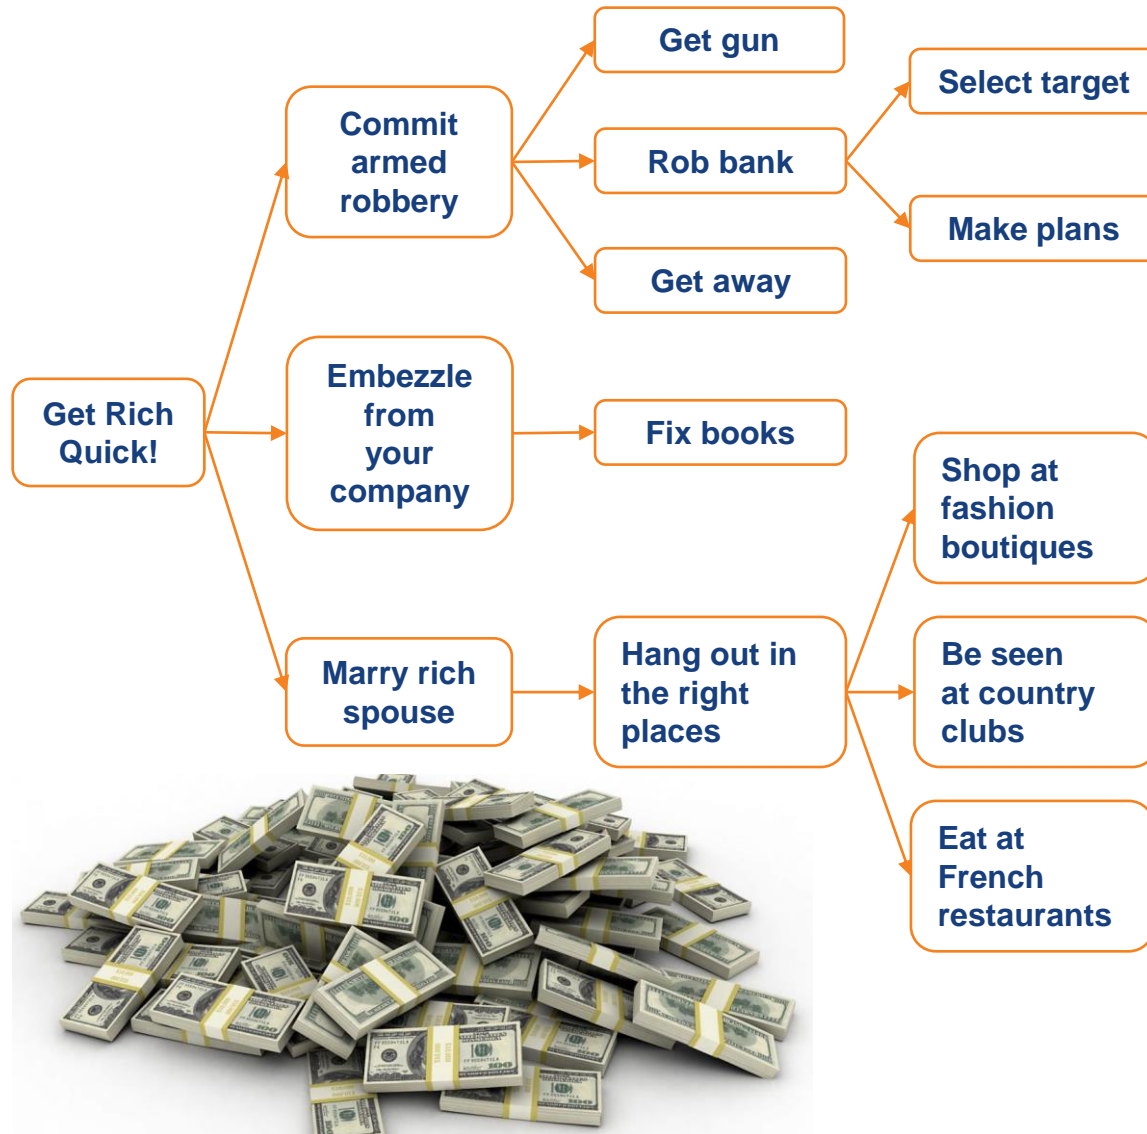 Get gun
Select target
Commit
armed
robbery
Rob bank
Make plans
Get away
Embezzle
from
your
company
Get Rich
Quick!
Fix books
Shop at
fashion
boutiques
Marry rich
spouse
Hang out in
the right
places
Be seen
at country
clubs
Eat at
French
restaurants